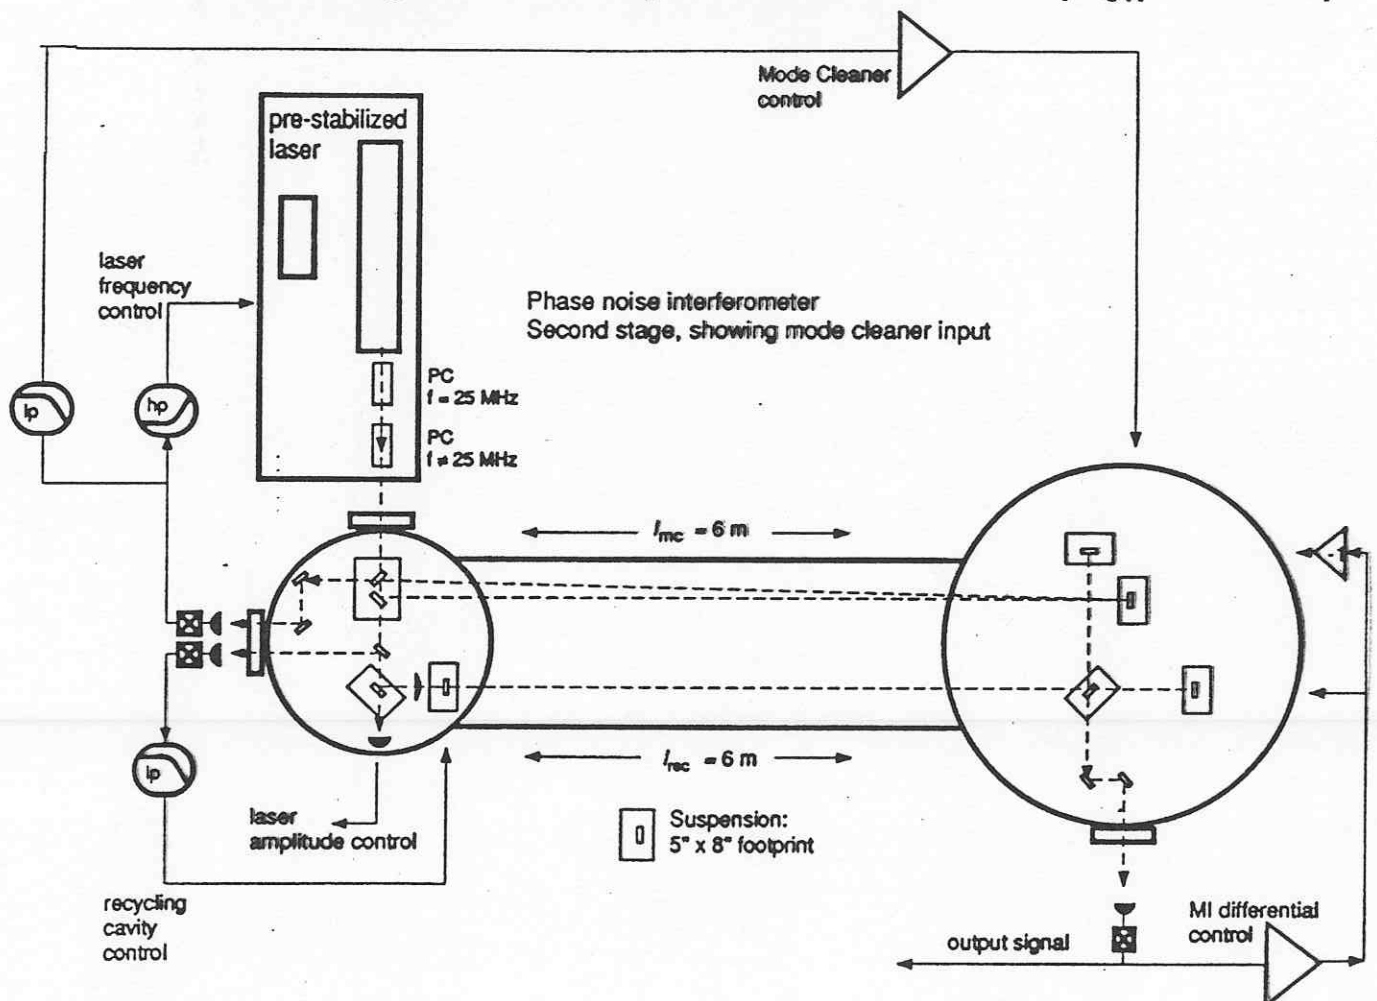 Mode Cleaner
control
pre-stabilized
laser
laser
frequency
control
Phase noise interferometer
Second stage, showing mode cleaner input
PC
f = 25 MHz
PC
f ≠ 25 MHz
lp
hp
l_mc = 6 m
l_rec = 6 m
lp
laser
amplitude control
Suspension:
5" x 8" footprint
recycling
cavity
control
MI differential
control
output signal
-